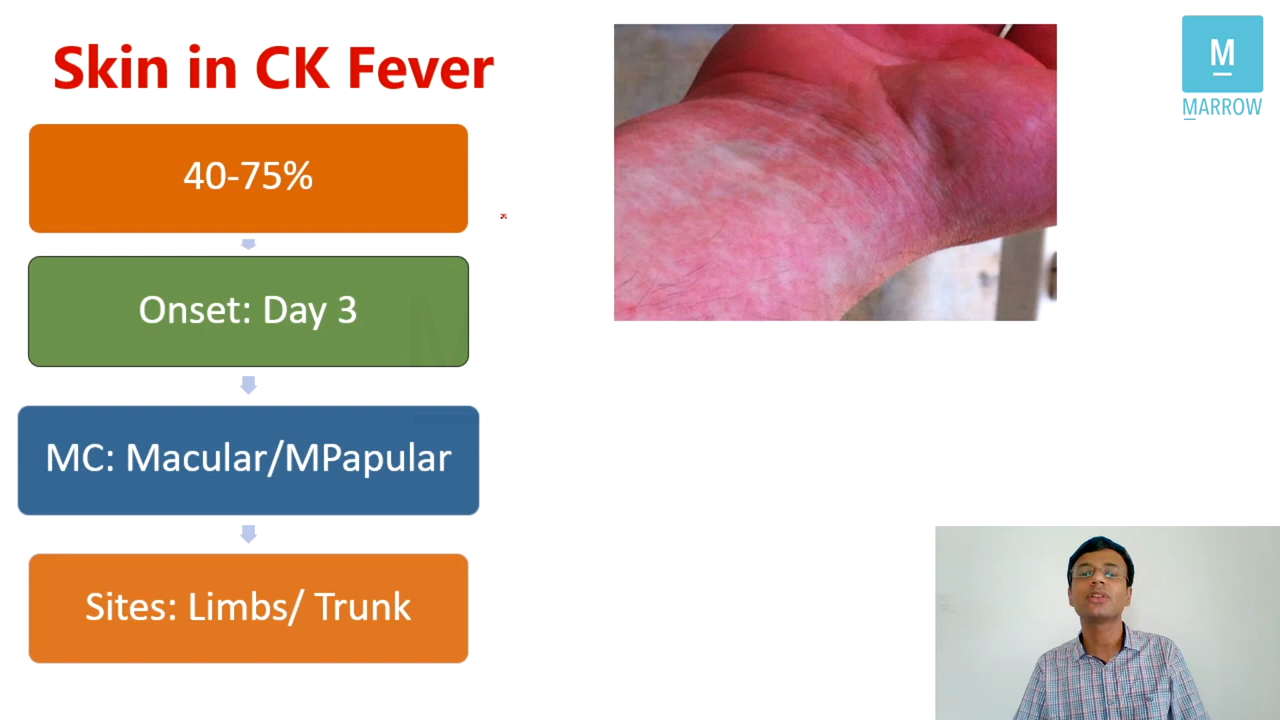 Skin in CK Fever
40-75%
Onset: Day 3
MC: Macular/MPapular
Sites: Limbs/ Trunk
M
MARROW